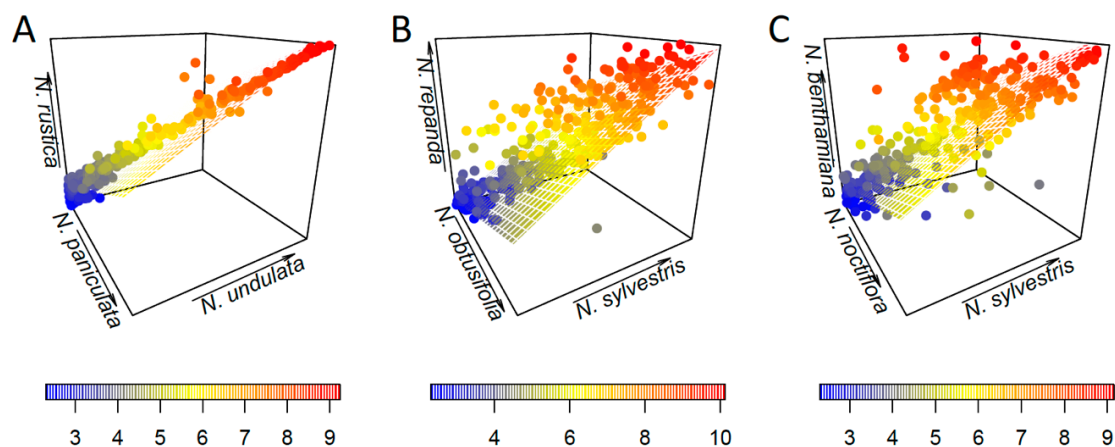 A
N. rustica
N. paniculata
N. undulata
3 4 5 6 7 8 9
B
N. repanda
N. obtusifolia
N. sylvestris
4 6 8 10
C
N. benthamiana
N. noctiflora
N. sylvestris
3 4 5 6 7 8 9